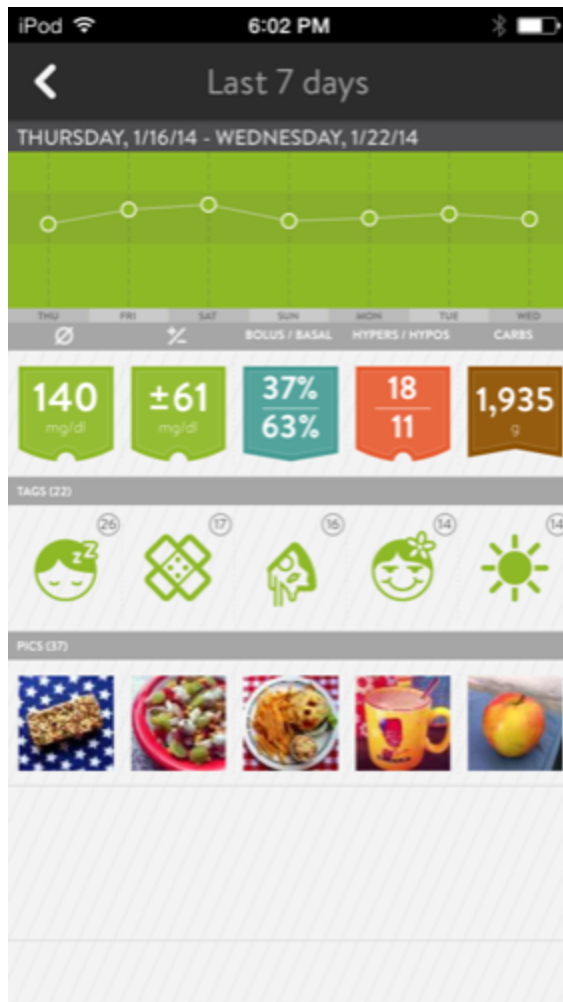 iPod 6:02 PM
Last 7 days
THURSDAY, 1/16/14 - WEDNESDAY, 1/22/14
THU FRI SAT SUN MON TUE WED
Ø +/- BOLUS / BASAL HYPERS / HYPOS CARBS
140 ±61 37% 18 1,935
mg/dl mg/dl 63% 11 g
TAGS (22)
26 17 16 14 14
zZ
PICS (37)